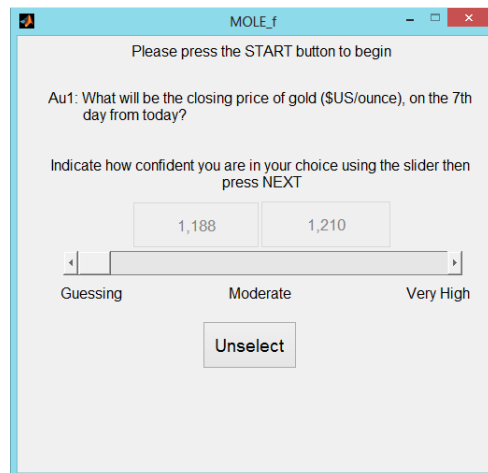 MOLE_f
Please press the START button to begin
Au1: What will be the closing price of gold ($US/ounce), on the 7th
day from today?
Indicate how confident you are in your choice using the slider then
press NEXT
1,188 1,210
Guessing Moderate Very High
Unselect